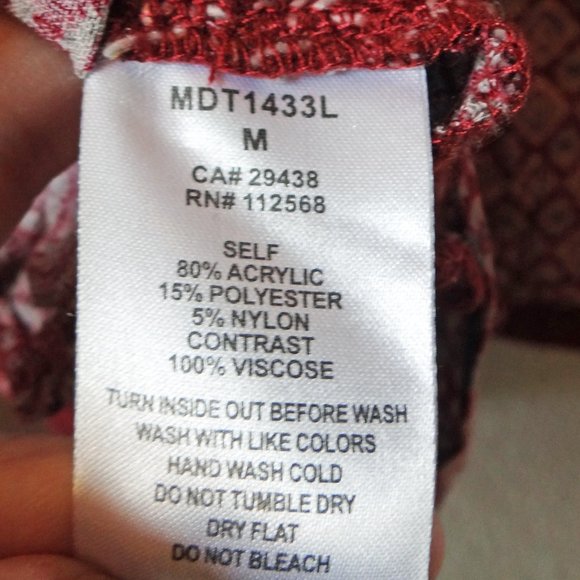 MDT1433L
M
CA# 29438
RN# 112568
SELF
80% ACRYLIC
15% POLYESTER
5% NYLON
CONTRAST
100% VISCOSE
TURN INSIDE OUT BEFORE WASH
WASH WITH LIKE COLORS
HAND WASH COLD
DO NOT TUMBLE DRY
DRY FLAT
DO NOT BLEACH